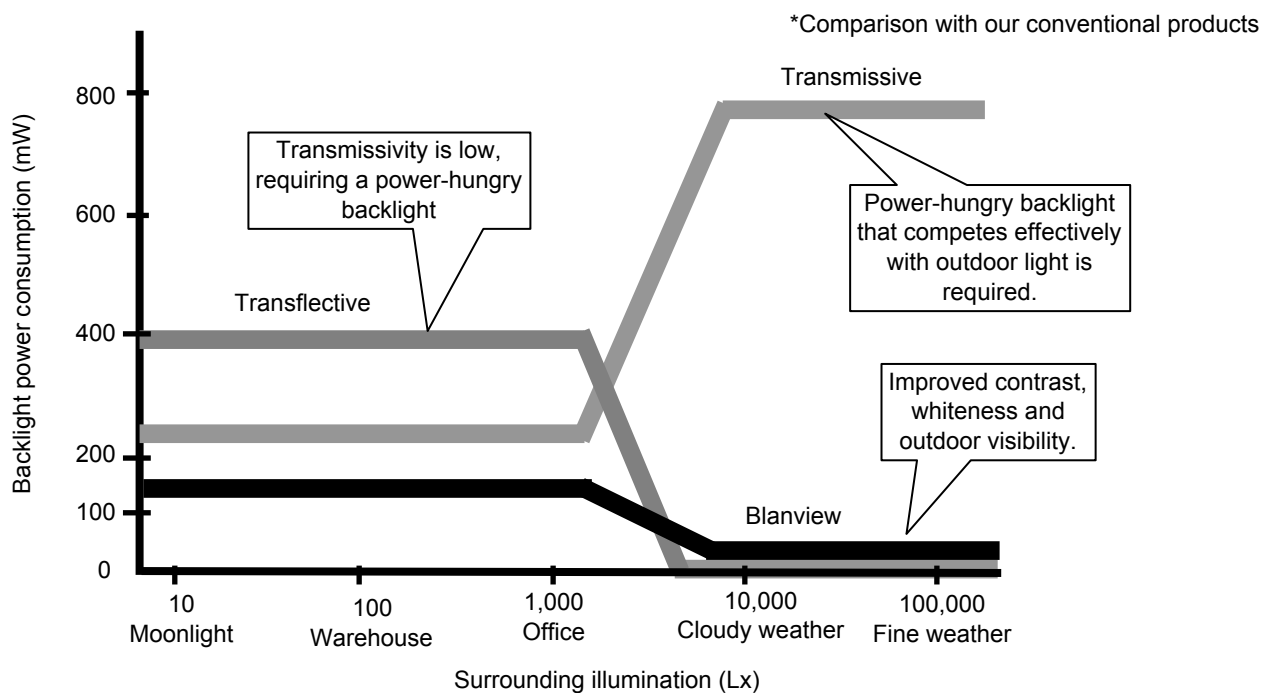 *Comparison with our conventional products
Backlight power consumption (mW)
800
600
400
200
100
0
Transmissive
Transmissivity is low,
requiring a power-hungry
backlight
Power-hungry backlight
that competes effectively
with outdoor light is
required.
Transflective
Improved contrast,
whiteness and
outdoor visibility.
Blanview
10
Moonlight
100
Warehouse
1,000
Office
10,000
Cloudy weather
100,000
Fine weather
Surrounding illumination (Lx)